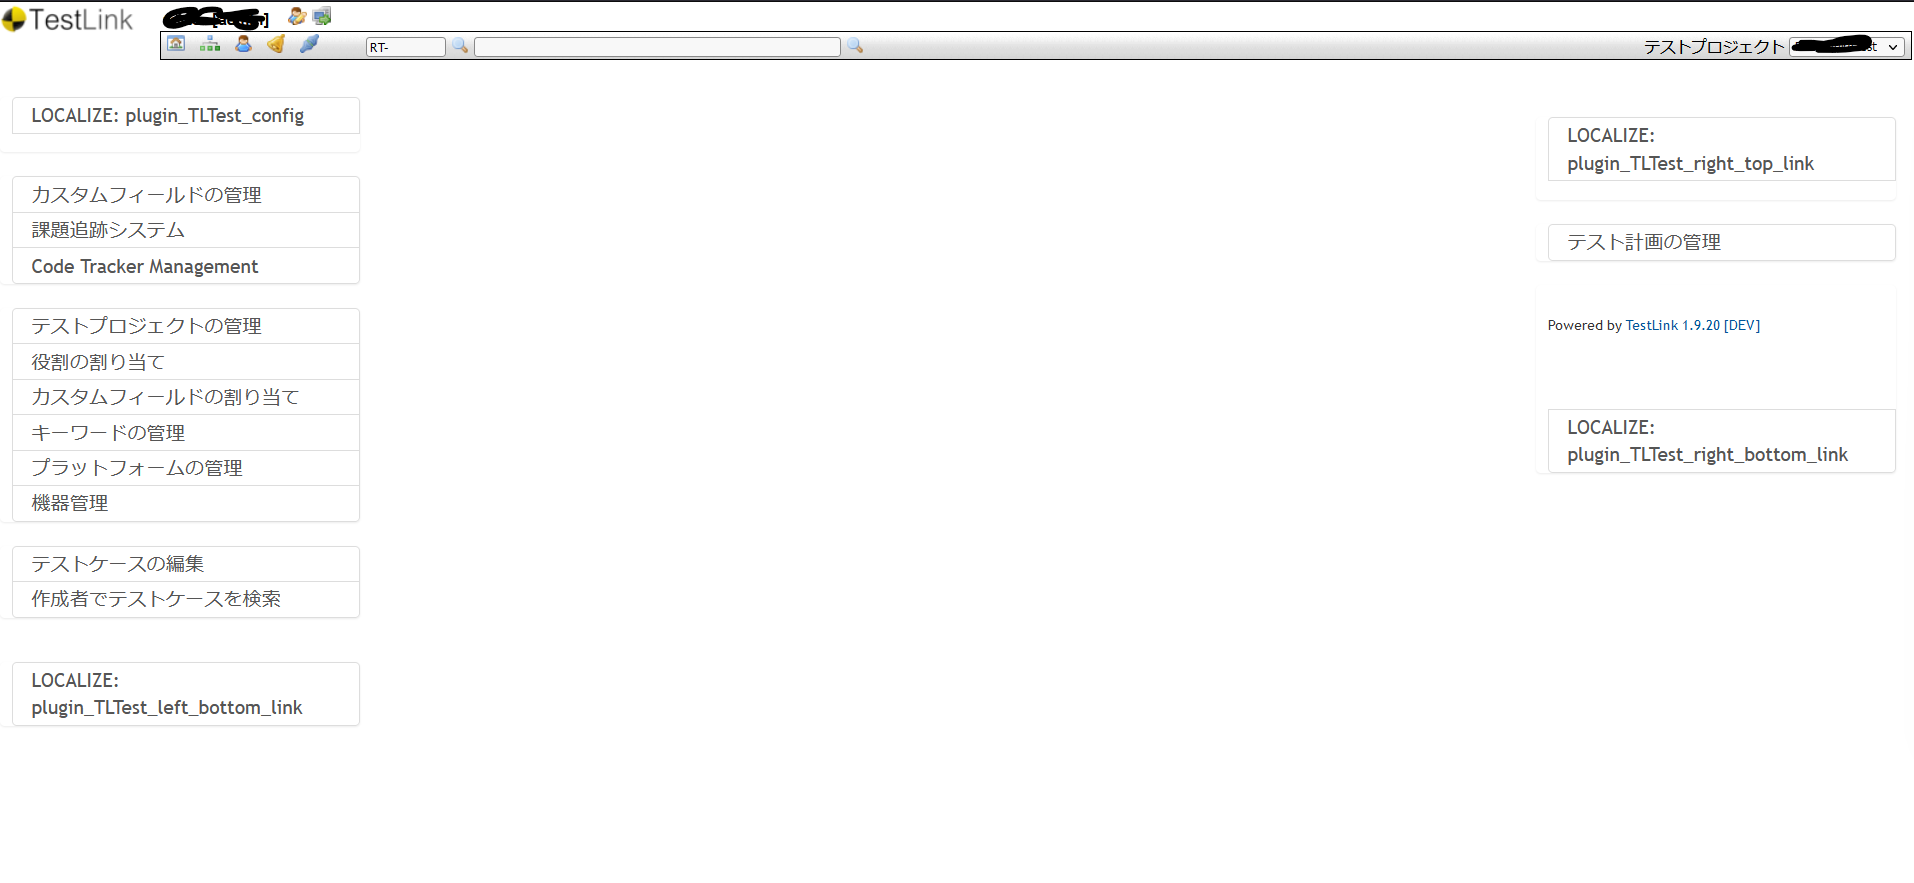 TestLink
RT-
テストプロジェクト
LOCALIZE: plugin_TLTest_config
カスタムフィールドの管理
課題追跡システム
Code Tracker Management
テストプロジェクトの管理
役割の割り当て
カスタムフィールドの割り当て
キーワードの管理
プラットフォームの管理
機器管理
テストケースの編集
作成者でテストケースを検索
LOCALIZE:
plugin_TLTest_left_bottom_link
LOCALIZE:
plugin_TLTest_right_top_link
テスト計画の管理
Powered by TestLink 1.9.20 [DEV]
LOCALIZE:
plugin_TLTest_right_bottom_link